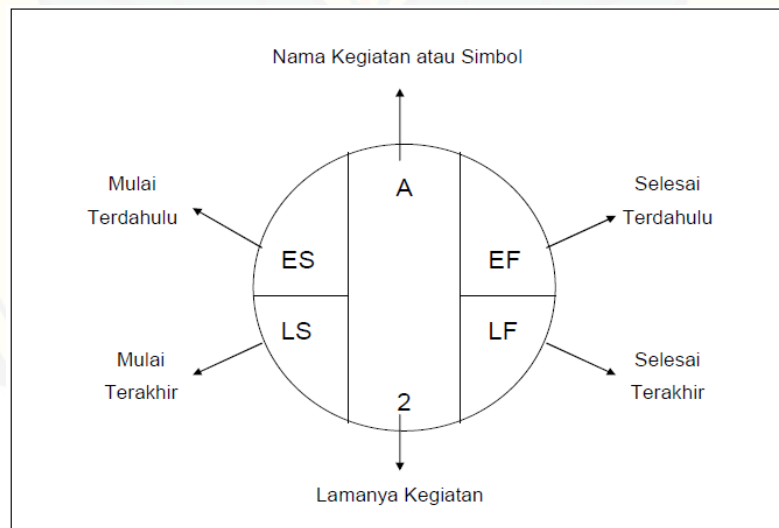 Nama Kegiatan atau Simbol
Mulai
Terdahulu
A
Selesai
Terdahulu
ES
EF
LS
LF
Mulai
Terakhir
2
Selesai
Terakhir
Lamanya Kegiatan